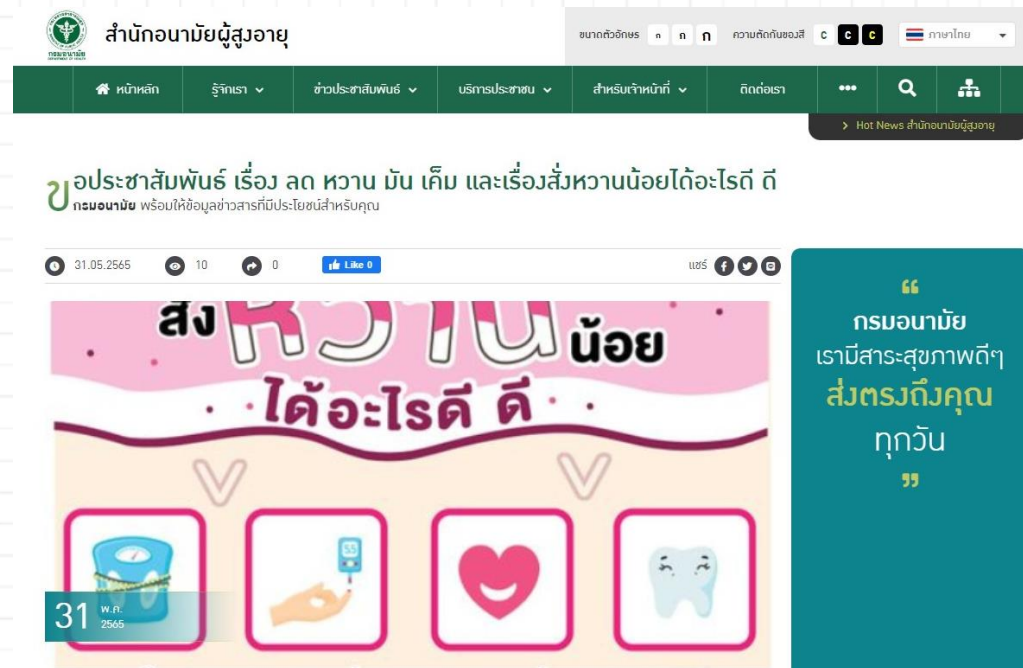 สำนักอนามัยผู้สูงอายุ
กรมอนามัย
DEPARTMENT OF HEALTH
ขนาดตัวอักษร ก ก ก ความตัดกันของสี C C C ภาษาไทย
หน้าหลัก รู้จักเรา ข่าวประชาสัมพันธ์ บริการประชาชน สำหรับเจ้าหน้าที่ ติดต่อเรา
Hot News สำนักอนามัยผู้สูงอายุ
ขอประชาสัมพันธ์ เรื่อง ลด หวาน มัน เค็ม และเรื่องสั่งหวานน้อยได้อะไรดี ดี
กรมอนามัย พร้อมให้ข้อมูลข่าวสารที่มีประโยชน์สำหรับคุณ
31.05.2565 10 0 Like 0 แชร์
สั่งหวานน้อย
ได้อะไรดี ดี
55
31 พ.ค.
2565
“
กรมอนามัย
เรามีสาระสุขภาพดีๆ
ส่งตรงถึงคุณ
ทุกวัน
”